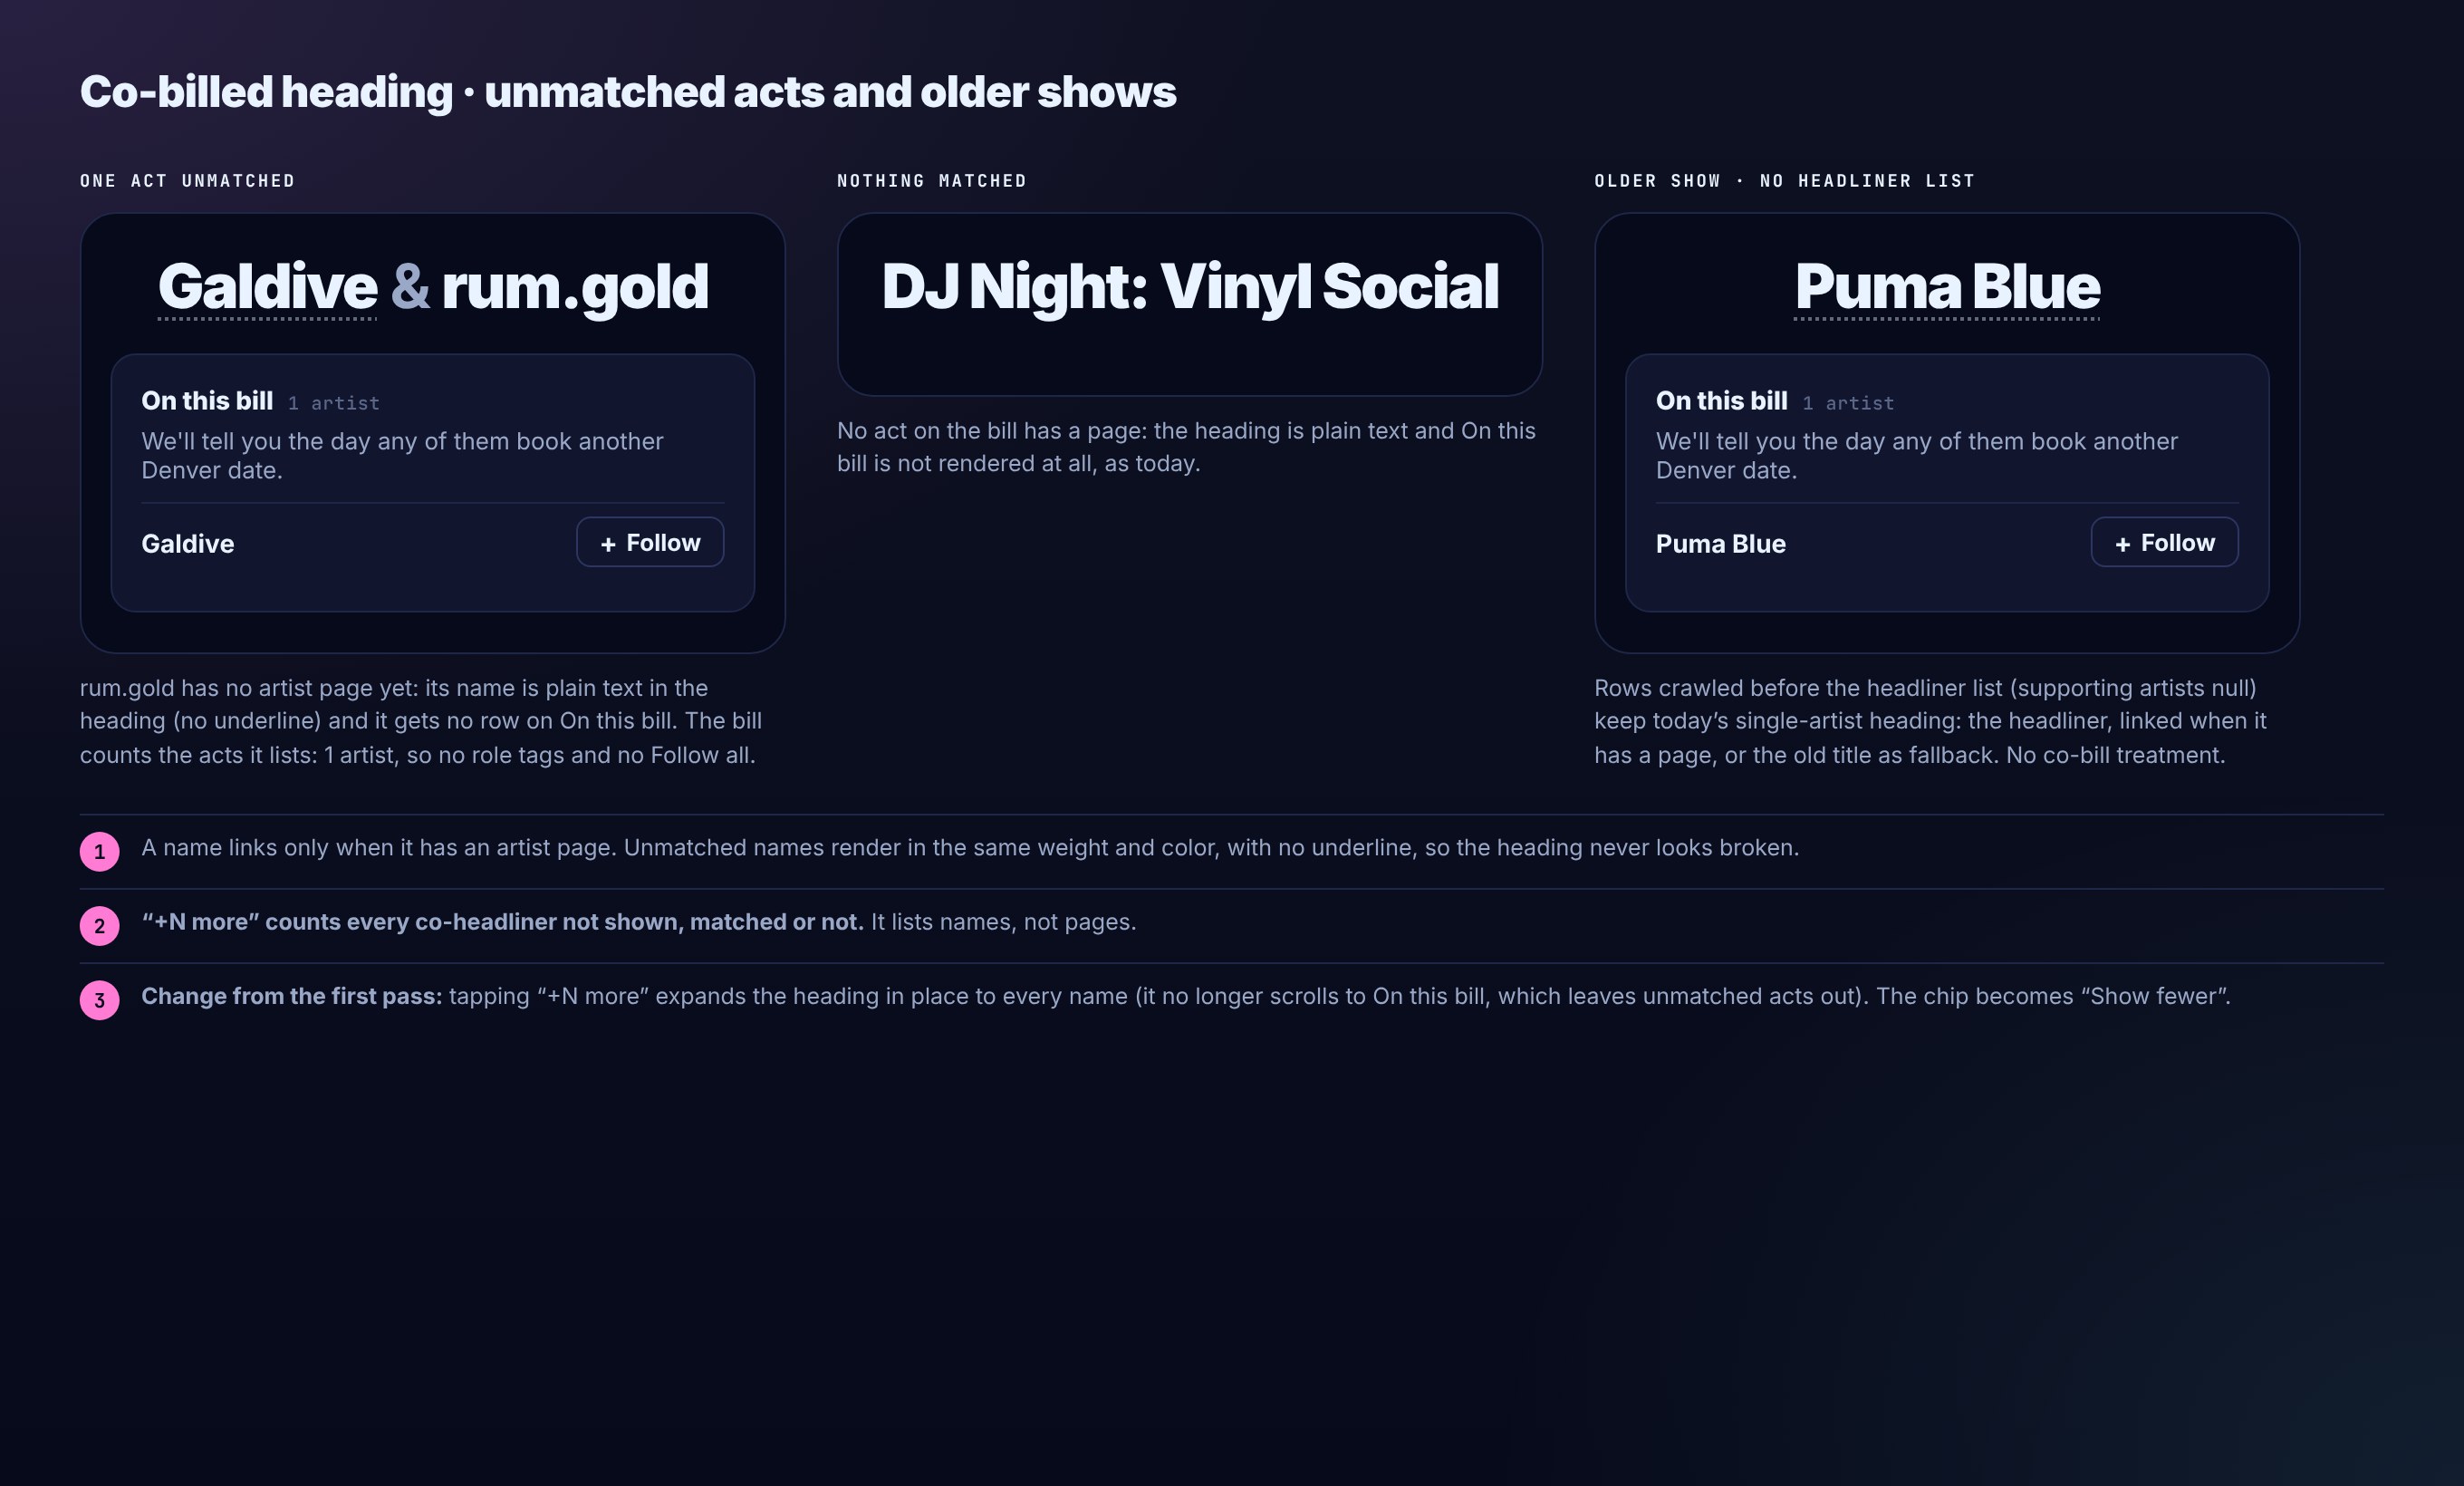 Co-billed heading · unmatched acts and older shows
ONE ACT UNMATCHED
Galdive & rum.gold
On this bill 1 artist
We'll tell you the day any of them book another
Denver date.
Galdive
+ Follow
rum.gold has no artist page yet: its name is plain text in the
heading (no underline) and it gets no row on On this bill. The bill
counts the acts it lists: 1 artist, so no role tags and no Follow all.
NOTHING MATCHED
DJ Night: Vinyl Social
No act on the bill has a page: the heading is plain text and On this
bill is not rendered at all, as today.
OLDER SHOW · NO HEADLINER LIST
Puma Blue
On this bill 1 artist
We'll tell you the day any of them book another
Denver date.
Puma Blue
+ Follow
Rows crawled before the headliner list (supporting artists null)
keep today’s single-artist heading: the headliner, linked when it
has a page, or the old title as fallback. No co-bill treatment.
1 A name links only when it has an artist page. Unmatched names render in the same weight and color, with no underline, so the heading never looks broken.
2 “+N more” counts every co-headliner not shown, matched or not. It lists names, not pages.
3 Change from the first pass: tapping “+N more” expands the heading in place to every name (it no longer scrolls to On this bill, which leaves unmatched acts out). The chip becomes “Show fewer”.